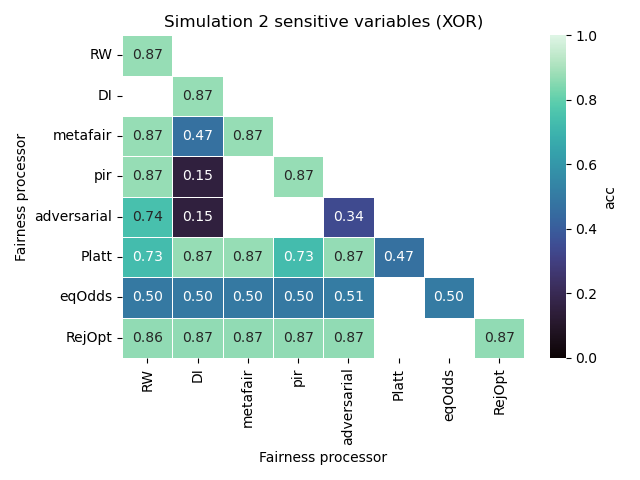 Simulation 2 sensitive variables (XOR)
Fairness processor
RW 0.87
DI 0.87
metafair 0.87 0.47 0.87
pir 0.87 0.15 0.87
adversarial 0.74 0.15 0.34
Platt 0.73 0.87 0.87 0.73 0.87 0.47
eqOdds 0.50 0.50 0.50 0.50 0.51 0.50
RejOpt 0.86 0.87 0.87 0.87 0.87 0.87
RW DI metafair pir adversarial Platt eqOdds RejOpt
Fairness processor
1.0
0.8
0.6
0.4
0.2
0.0
acc